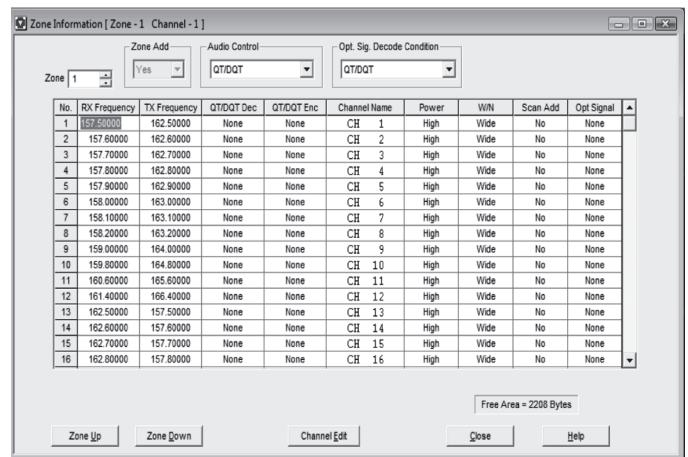 Zone Information [ Zone - 1 Channel - 1 ]
Zone Add Audio Control Opt. Sig. Decode Condition
Zone 1 Yes QT/DQT QT/DQT
No. RX Frequency TX Frequency QT/DQT Dec QT/DQT Enc Channel Name Power W/N Scan Add Opt Signal
1 157.50000 162.50000 None None CH 1 High Wide No None
2 157.60000 162.60000 None None CH 2 High Wide No None
3 157.70000 162.70000 None None CH 3 High Wide No None
4 157.80000 162.80000 None None CH 4 High Wide No None
5 157.90000 162.90000 None None CH 5 High Wide No None
6 158.00000 163.00000 None None CH 6 High Wide No None
7 158.10000 163.10000 None None CH 7 High Wide No None
8 158.20000 163.20000 None None CH 8 High Wide No None
9 159.00000 164.00000 None None CH 9 High Wide No None
10 159.80000 164.80000 None None CH 10 High Wide No None
11 160.60000 165.60000 None None CH 11 High Wide No None
12 161.40000 166.40000 None None CH 12 High Wide No None
13 162.50000 157.50000 None None CH 13 High Wide No None
14 162.60000 157.60000 None None CH 14 High Wide No None
15 162.70000 157.70000 None None CH 15 High Wide No None
16 162.80000 157.80000 None None CH 16 High Wide No None
Free Area = 2208 Bytes
Zone Up Zone Down Channel Edit Close Help